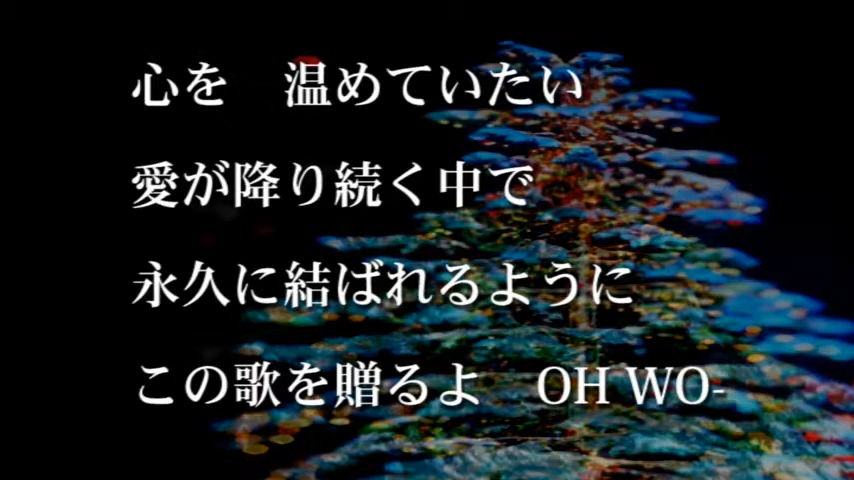 心を　温めていたい
愛が降り続く中で
永久に結ばれるように
この歌を贈るよ　OH WO-